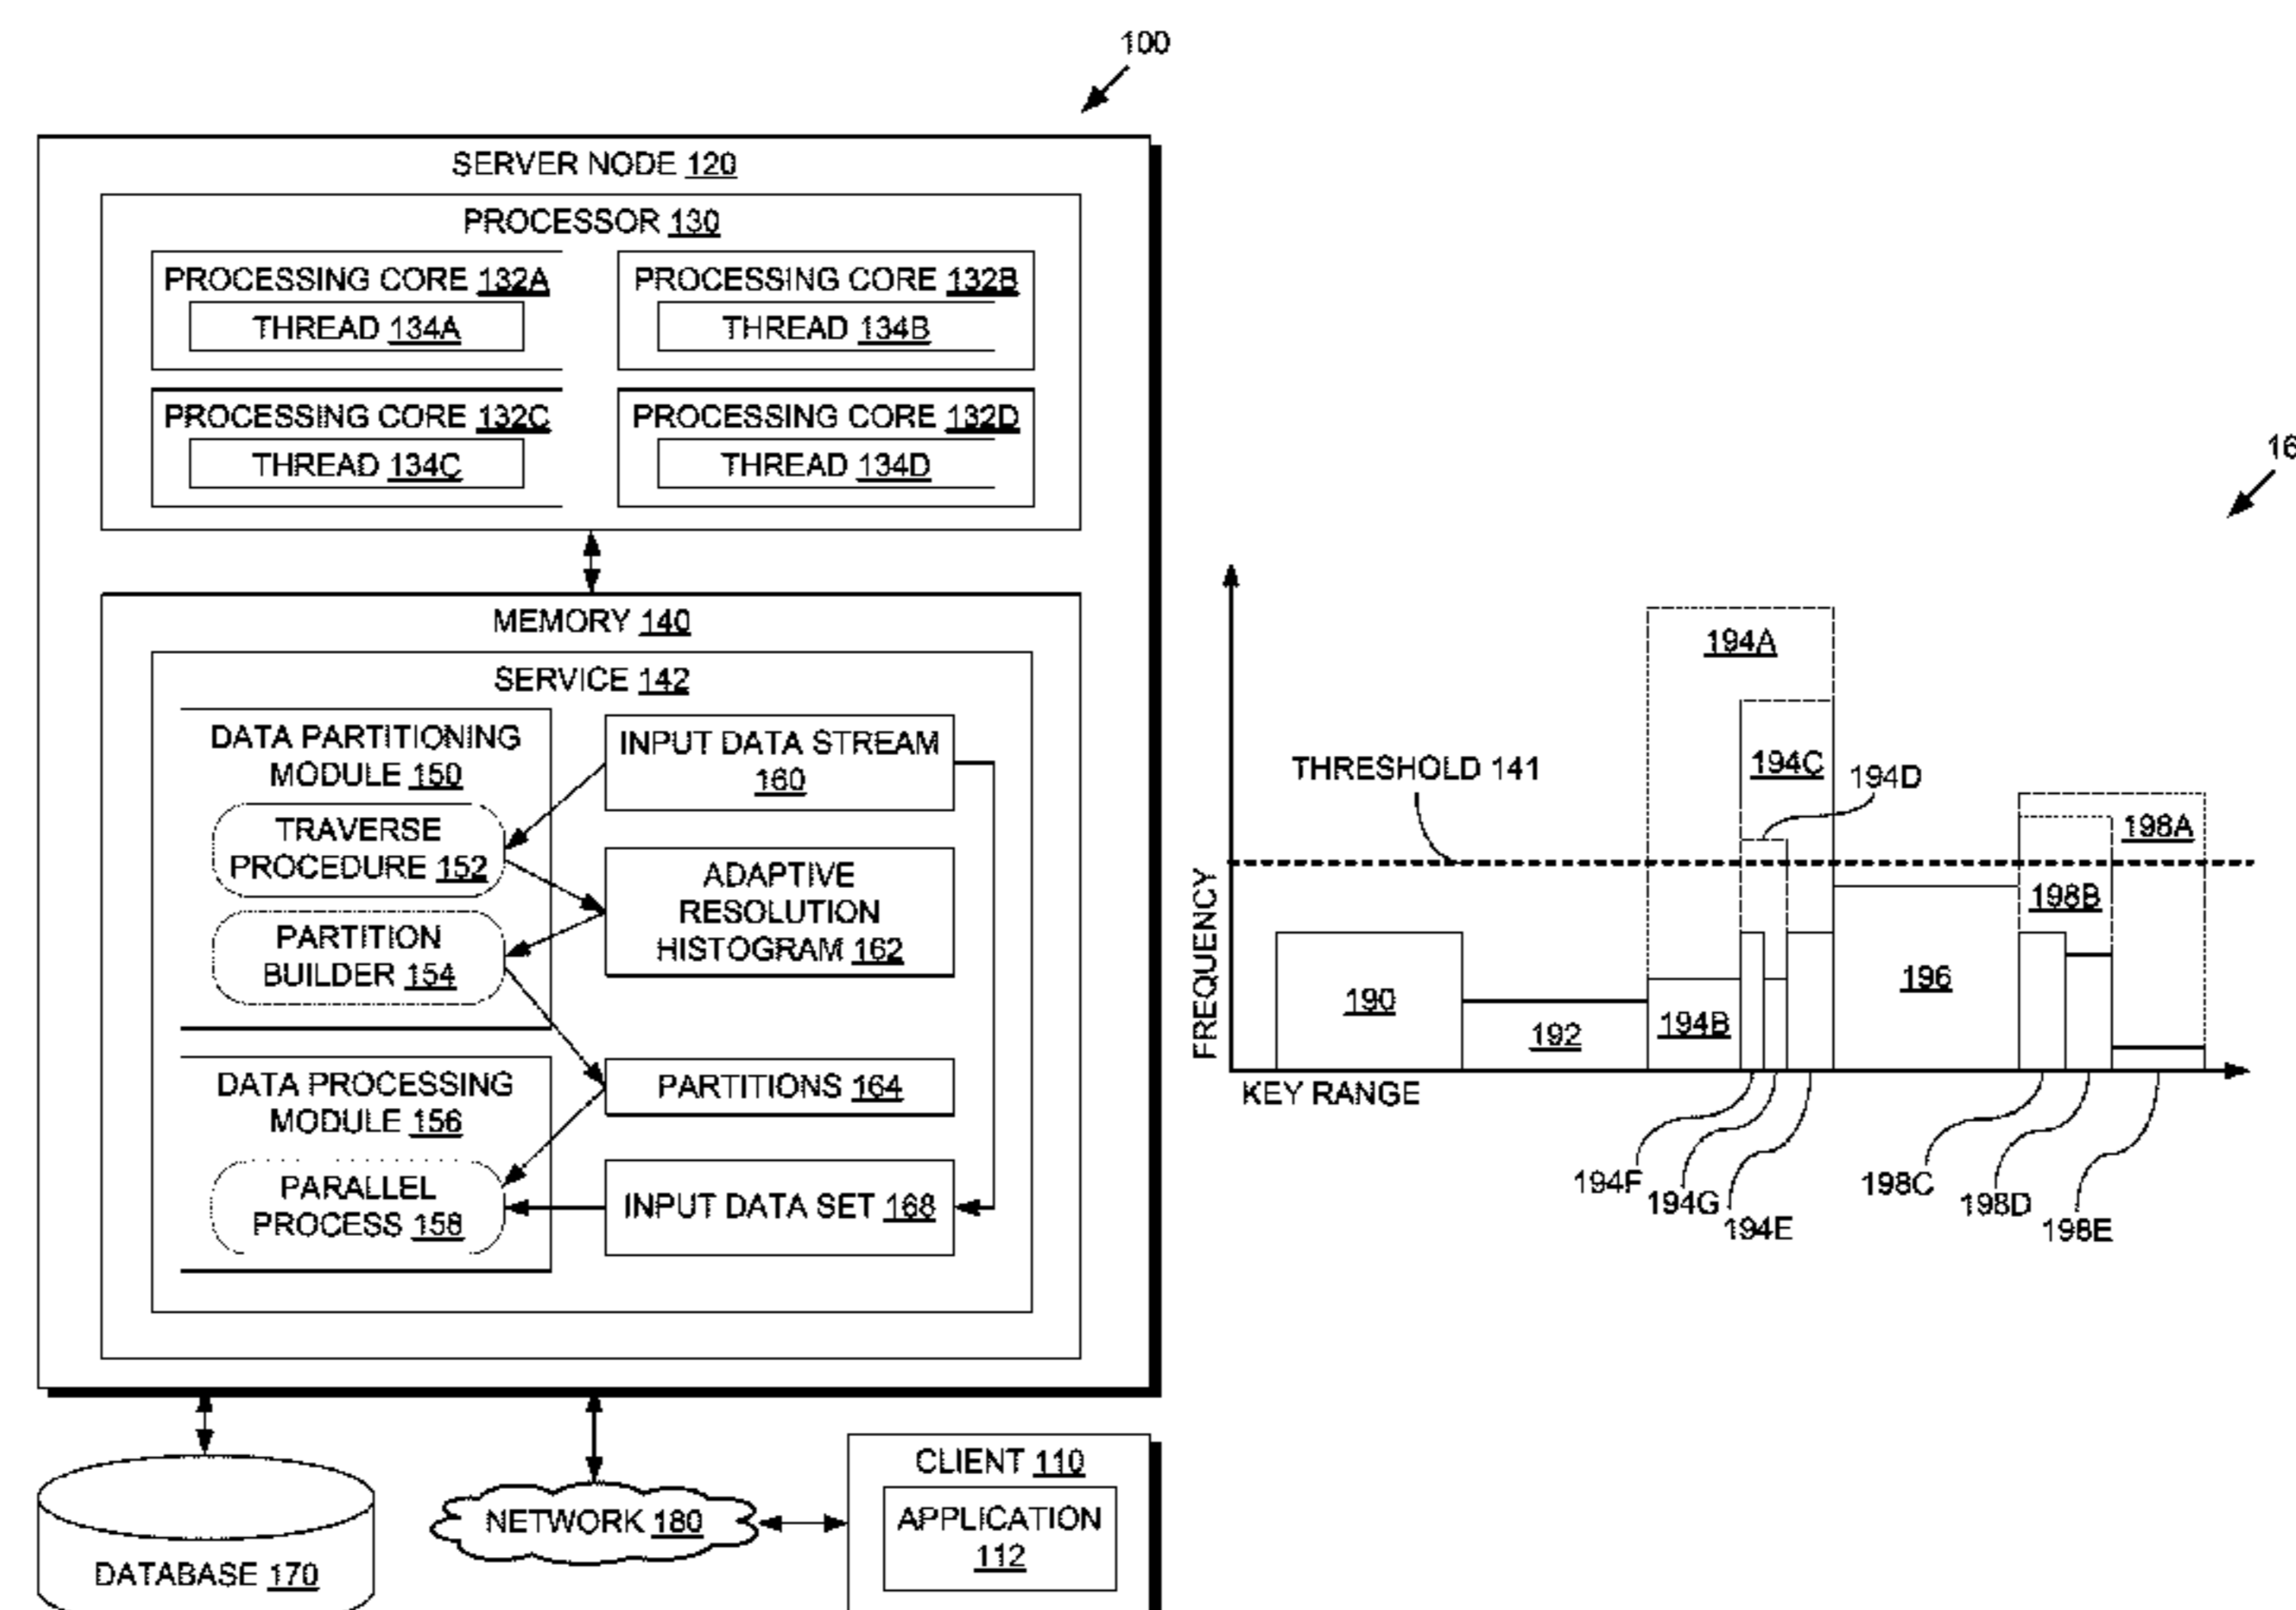 100
SERVER NODE 120
PROCESSOR 130
PROCESSING CORE 132A
THREAD 134A
PROCESSING CORE 132B
THREAD 134B
PROCESSING CORE 132C
THREAD 134C
PROCESSING CORE 132D
THREAD 134D
MEMORY 140
SERVICE 142
DATA PARTITIONING
MODULE 150
TRAVERSE
PROCEDURE 152
PARTITION
BUILDER 154
INPUT DATA STREAM
160
ADAPTIVE
RESOLUTION
HISTOGRAM 162
PARTITIONS 164
DATA PROCESSING
MODULE 156
PARALLEL
PROCESS 158
INPUT DATA SET 168
DATABASE 170
NETWORK 180
CLIENT 110
APPLICATION
112
194A
194C
194D
THRESHOLD 141
198A
198B
FREQUENCY
190
192
194B
196
KEY RANGE
194F
194G
194E
198C
198D
198E